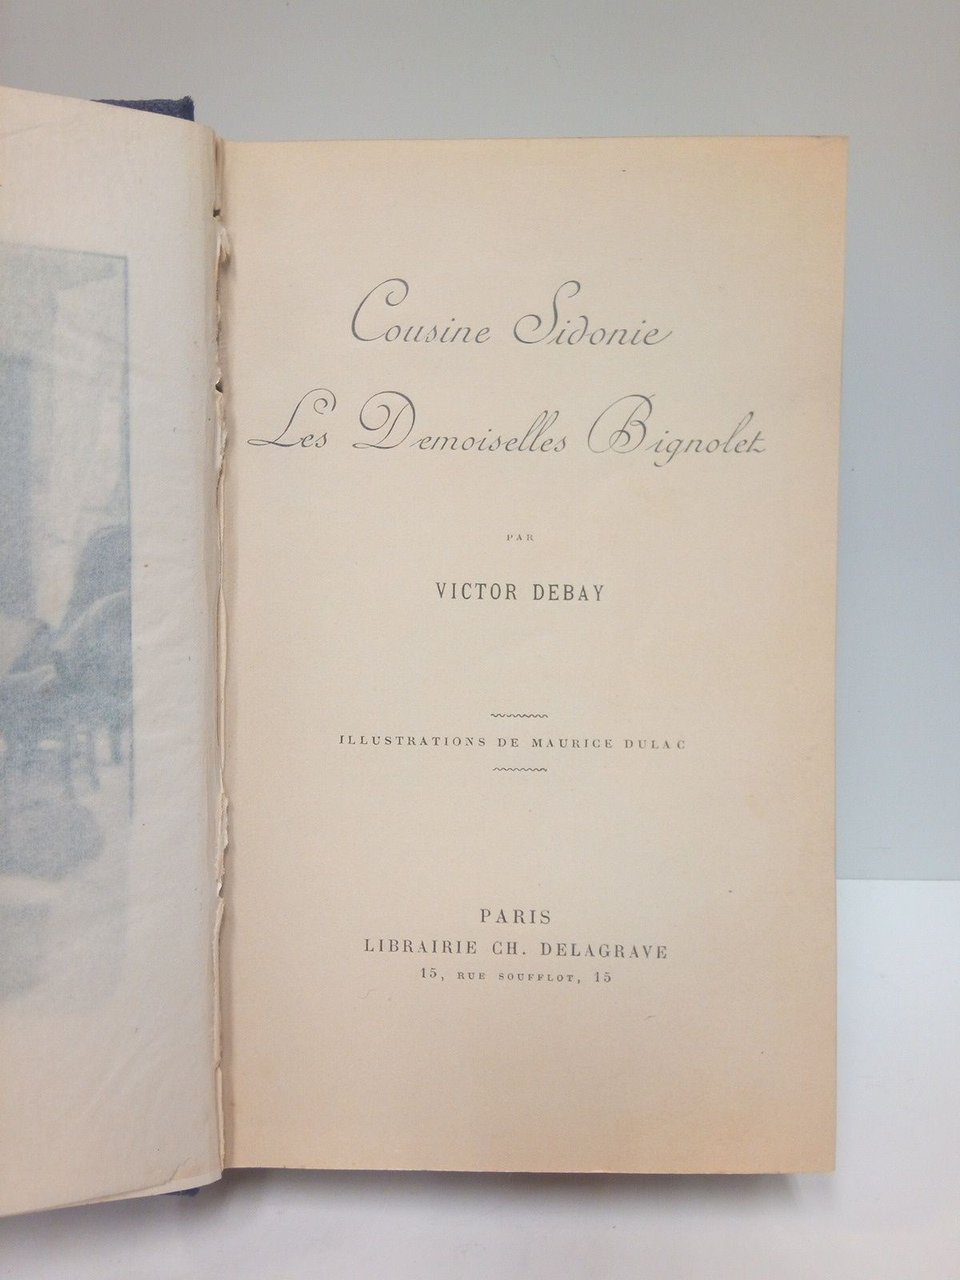 Cousine Sidonie
Les Demoiselles Bignolet
PAR
VICTOR DEBAY
ILLUSTRATIONS DE MAURICE DULAC
PARIS
LIBRAIRIE CH. DELAGRAVE
15, RUE SOUFFLOT, 15